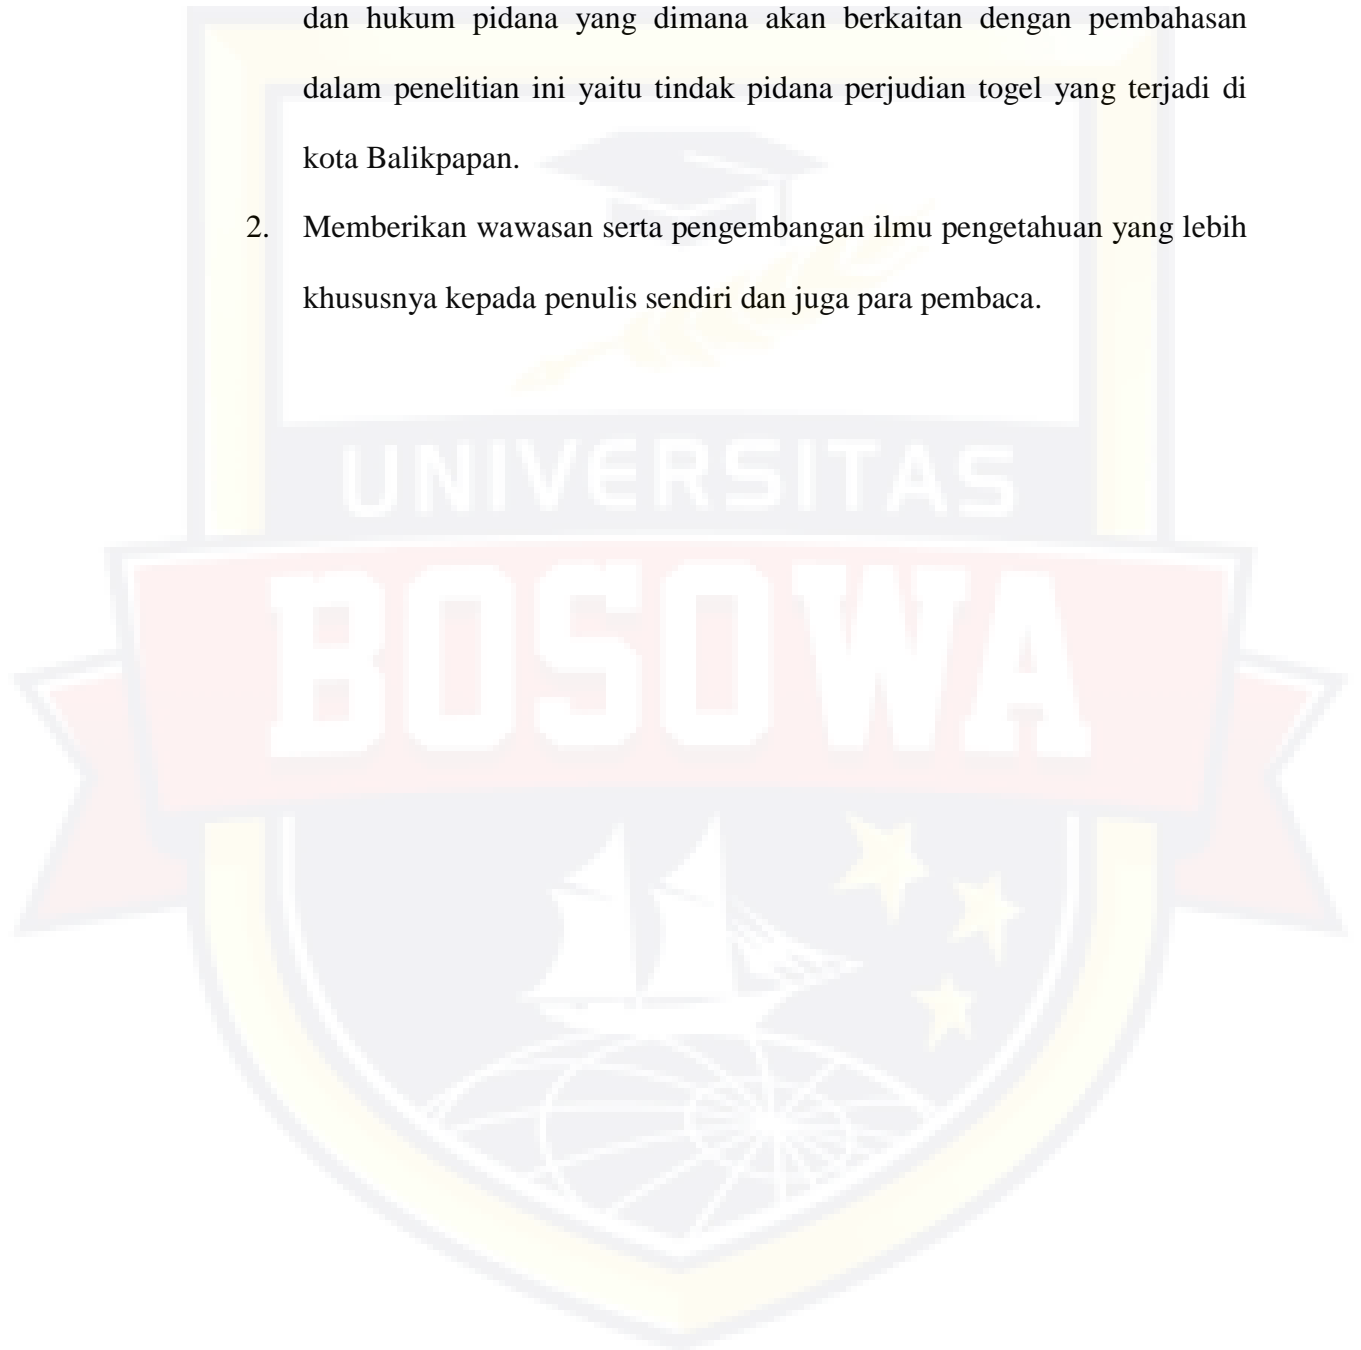 dan hukum pidana yang dimana akan berkaitan dengan pembahasan
dalam penelitian ini yaitu tindak pidana perjudian togel yang terjadi di
kota Balikpapan.
2. Memberikan wawasan serta pengembangan ilmu pengetahuan yang lebih
khususnya kepada penulis sendiri dan juga para pembaca.
UNIVERSITAS
BOSOWA